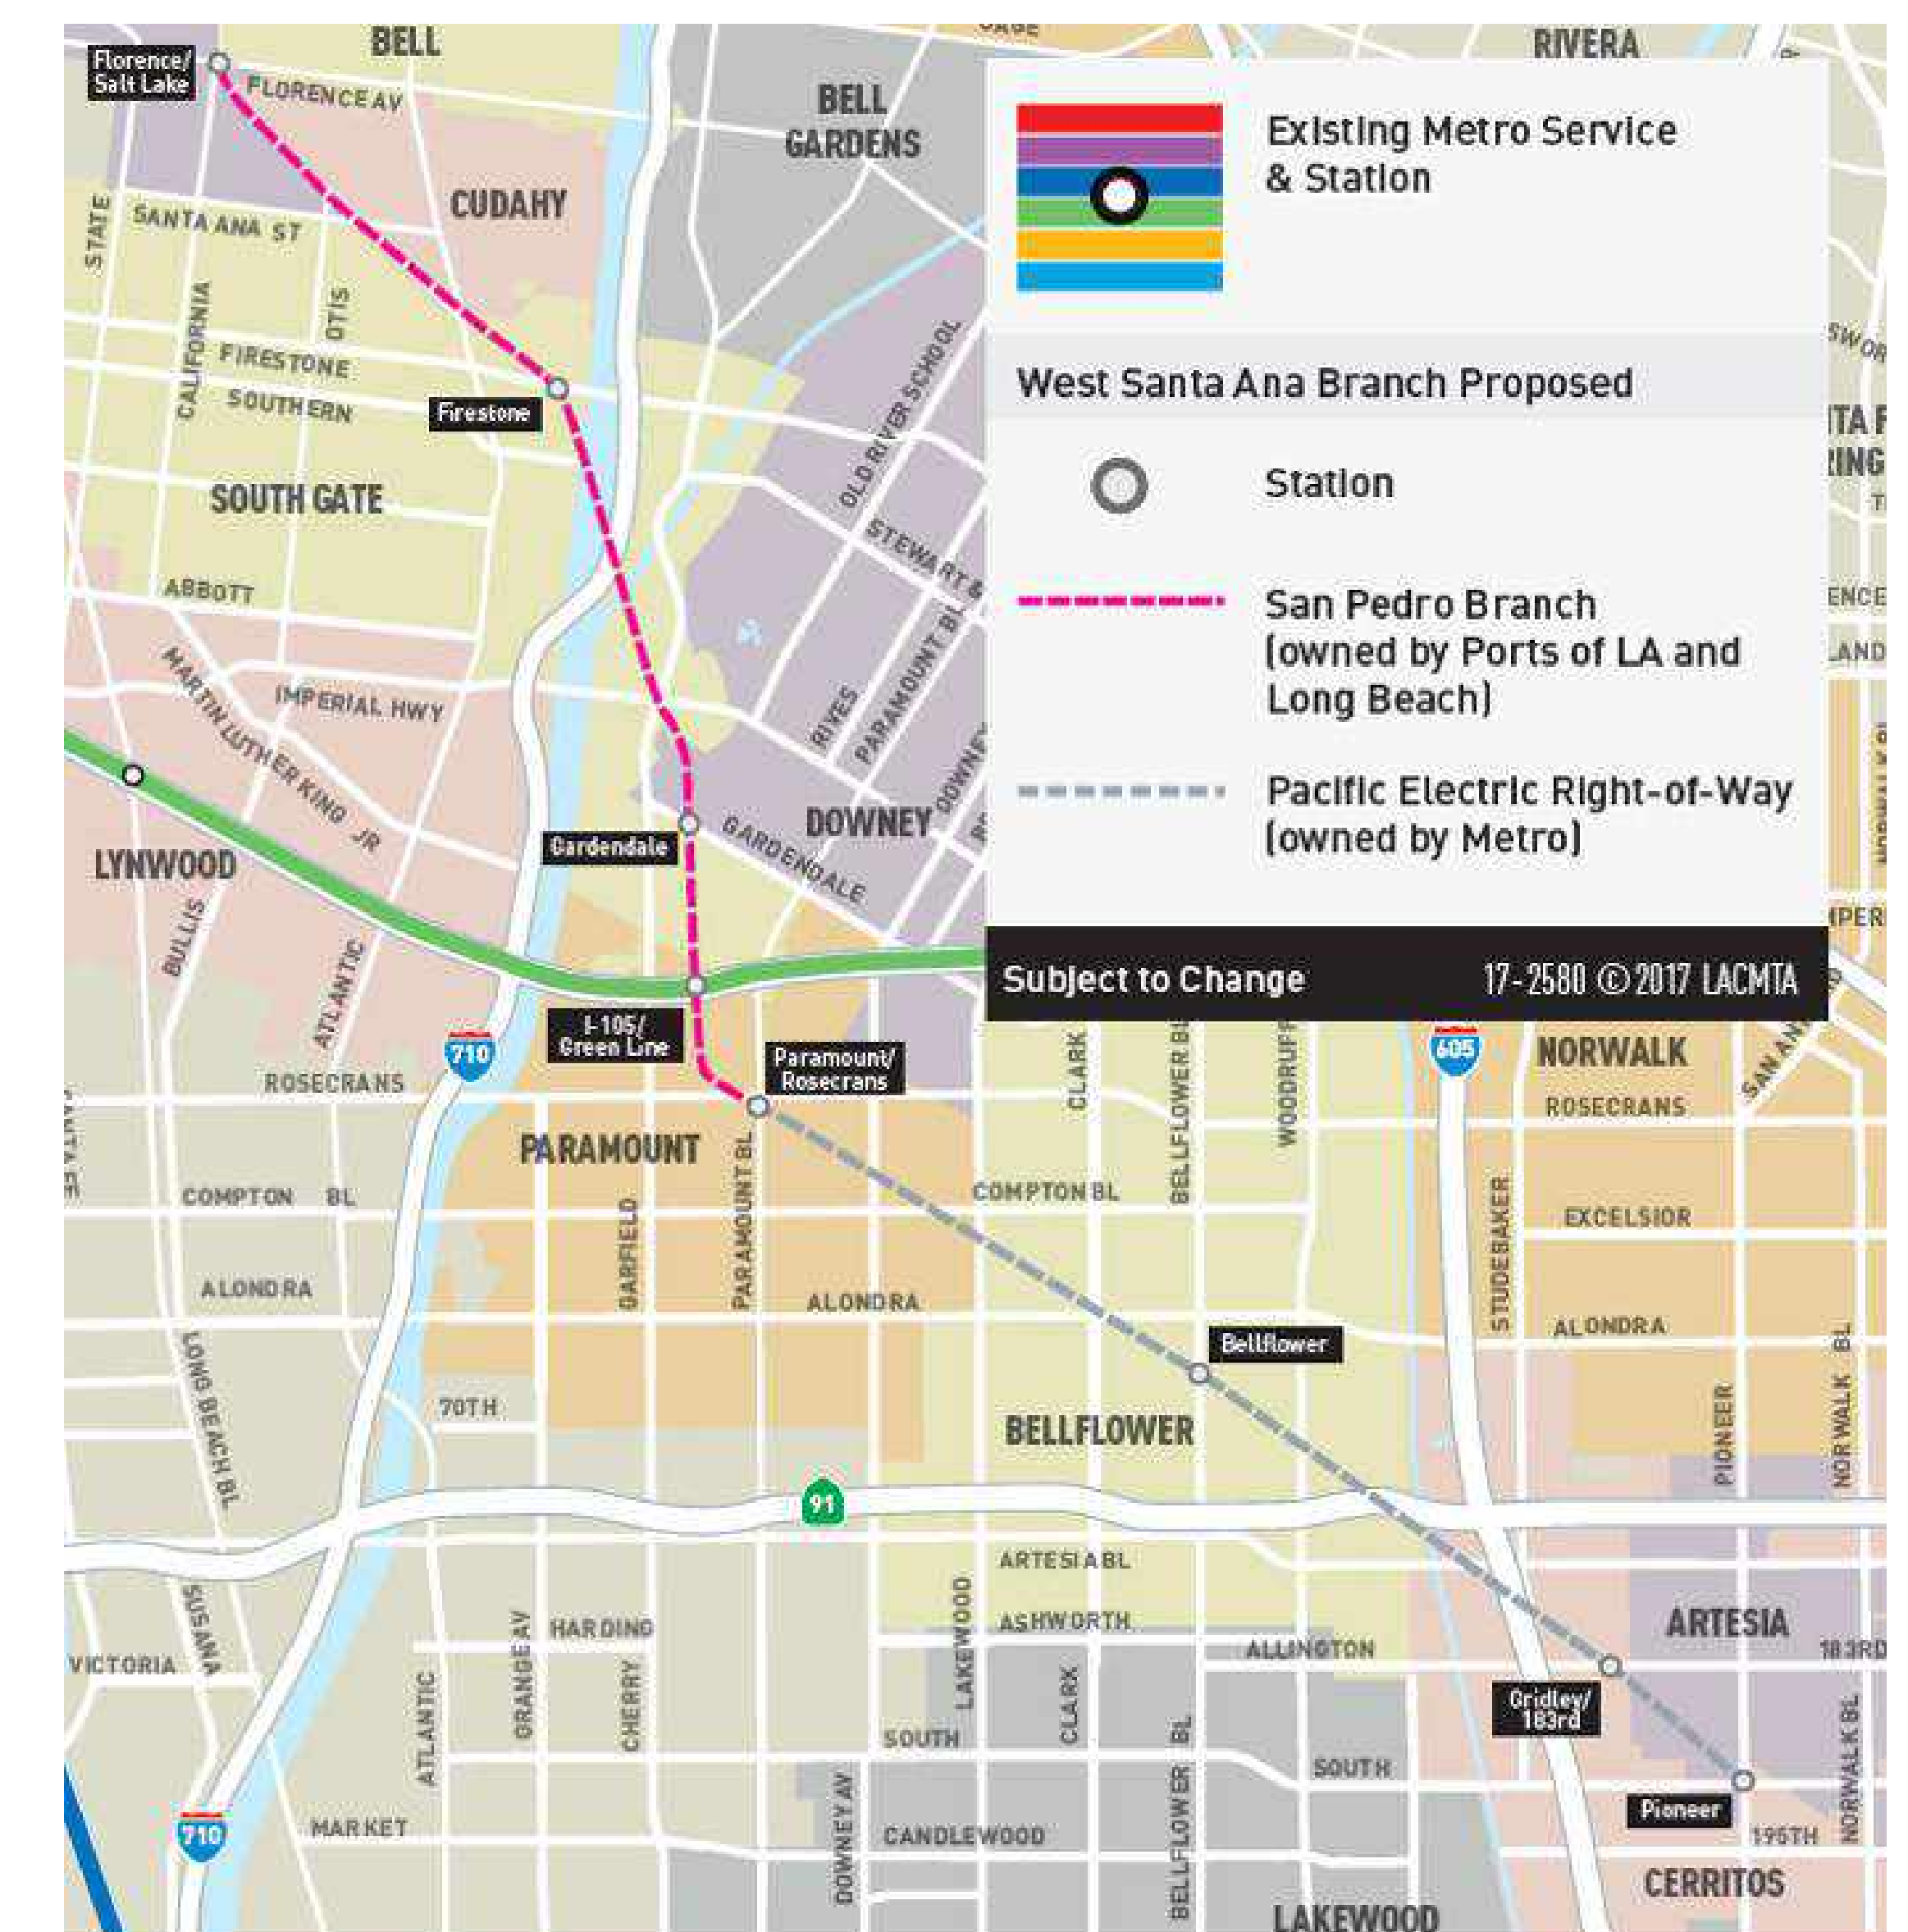 BELL
RIVERA
Florence/
Salt Lake
FLORENCE AV
BELL
GARDENS
CUDAHY
STATE
SANTA ANA ST
CALIFORNIA
OTIS
FIRESTONE
SOUTHERN
Firestone
OLD RIVER SCHOOL
SOUTH GATE
STEWART &
ABBOTT
PARAMOUNT BL
RIVES
MARTIN LUTHER KING JR
IMPERIAL HWY
DOWNEY
DOWNEY
Gardendale
GARDENDALE
LYNWOOD
BULLIS
ATLANTIC
Existing Metro Service
& Station
West Santa Ana Branch Proposed
Station
San Pedro Branch
(owned by Ports of LA and
Long Beach)
Pacific Electric Right-of-Way
(owned by Metro)
Subject to Change
17-2580 ©2017 LACMTA
I-105/
Green Line
710
Paramount/
Rosecrans
ROSECRANS
CLARK
BELLFLOWER BL
WOODRUFF
605
NORWALK
SAN AN
ROSECRANS
PARAMOUNT
COMPTON BL
COMPTON BL
EXCELSIOR
GARFIELD
PARAMOUNT BL
STUDEBAKER
ALONDRA
ALONDRA
ALONDRA
Bellflower
LONG BEACH BL
70TH
BELLFLOWER
PIONEER
NORWALK BL
91
ARTESIA BL
SUSANA
ORANGE AV
HARDING
LAKEWOOD
ASHWORTH
ALLINGTON
ARTESIA
183RD
VICTORIA
ATLANTIC
CHERRY
CLARK
Gridley/
183rd
SOUTH
SOUTH
BELLFLOWER BL
Pioneer
NORWALK BL
710
MARKET
DOWNEY AV
CANDLEWOOD
195TH
CERRITOS
LAKEWOOD